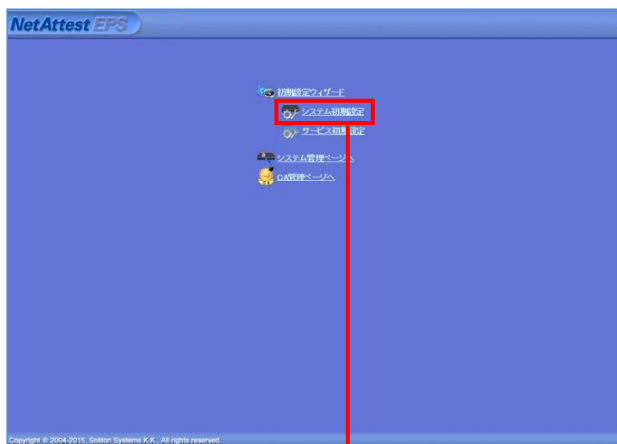 NetAttest EPS
初期設定ウィザード
システム初期設定
サービス初期設定
システム管理ページへ
CA管理ページへ
Copyright © 2004-2015, Soliton Systems K.K., All rights reserved.